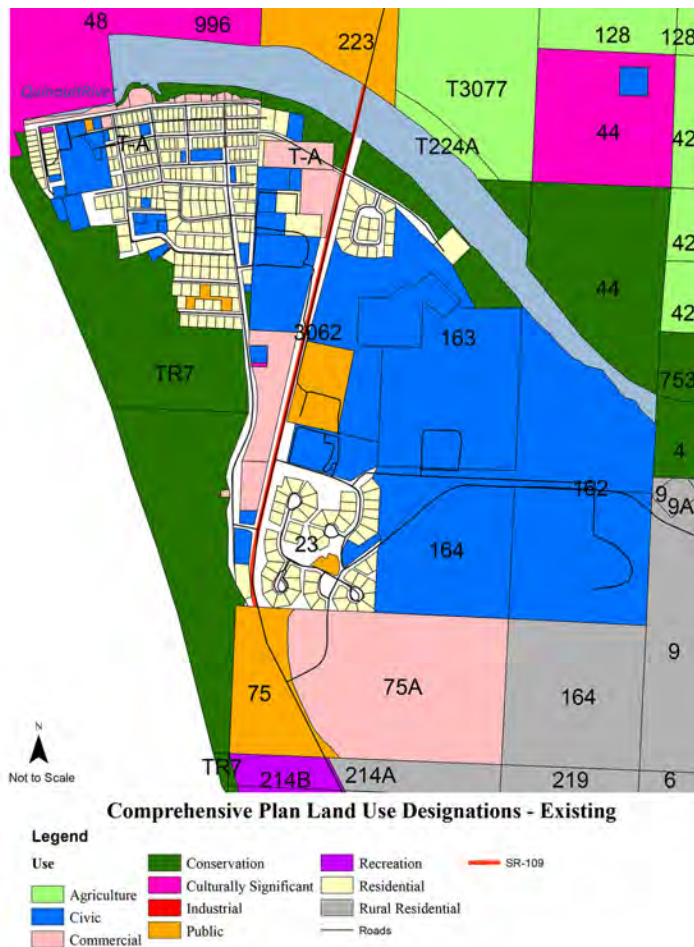 48
996
223
128
128
QuinaultRiver
T3077
T-A
T-A
T224A
44
42
42
44
42
3062
163
TR7
753
4
162
9
9A
23
164
9
75
75A
164
N
Not to Scale
TR7
214B
214A
219
6
Comprehensive Plan Land Use Designations - Existing
Legend
Use
Agriculture
Civic
Commercial
Conservation
Culturally Significant
Industrial
Public
Recreation
Residential
Rural Residential
Roads
SR-109